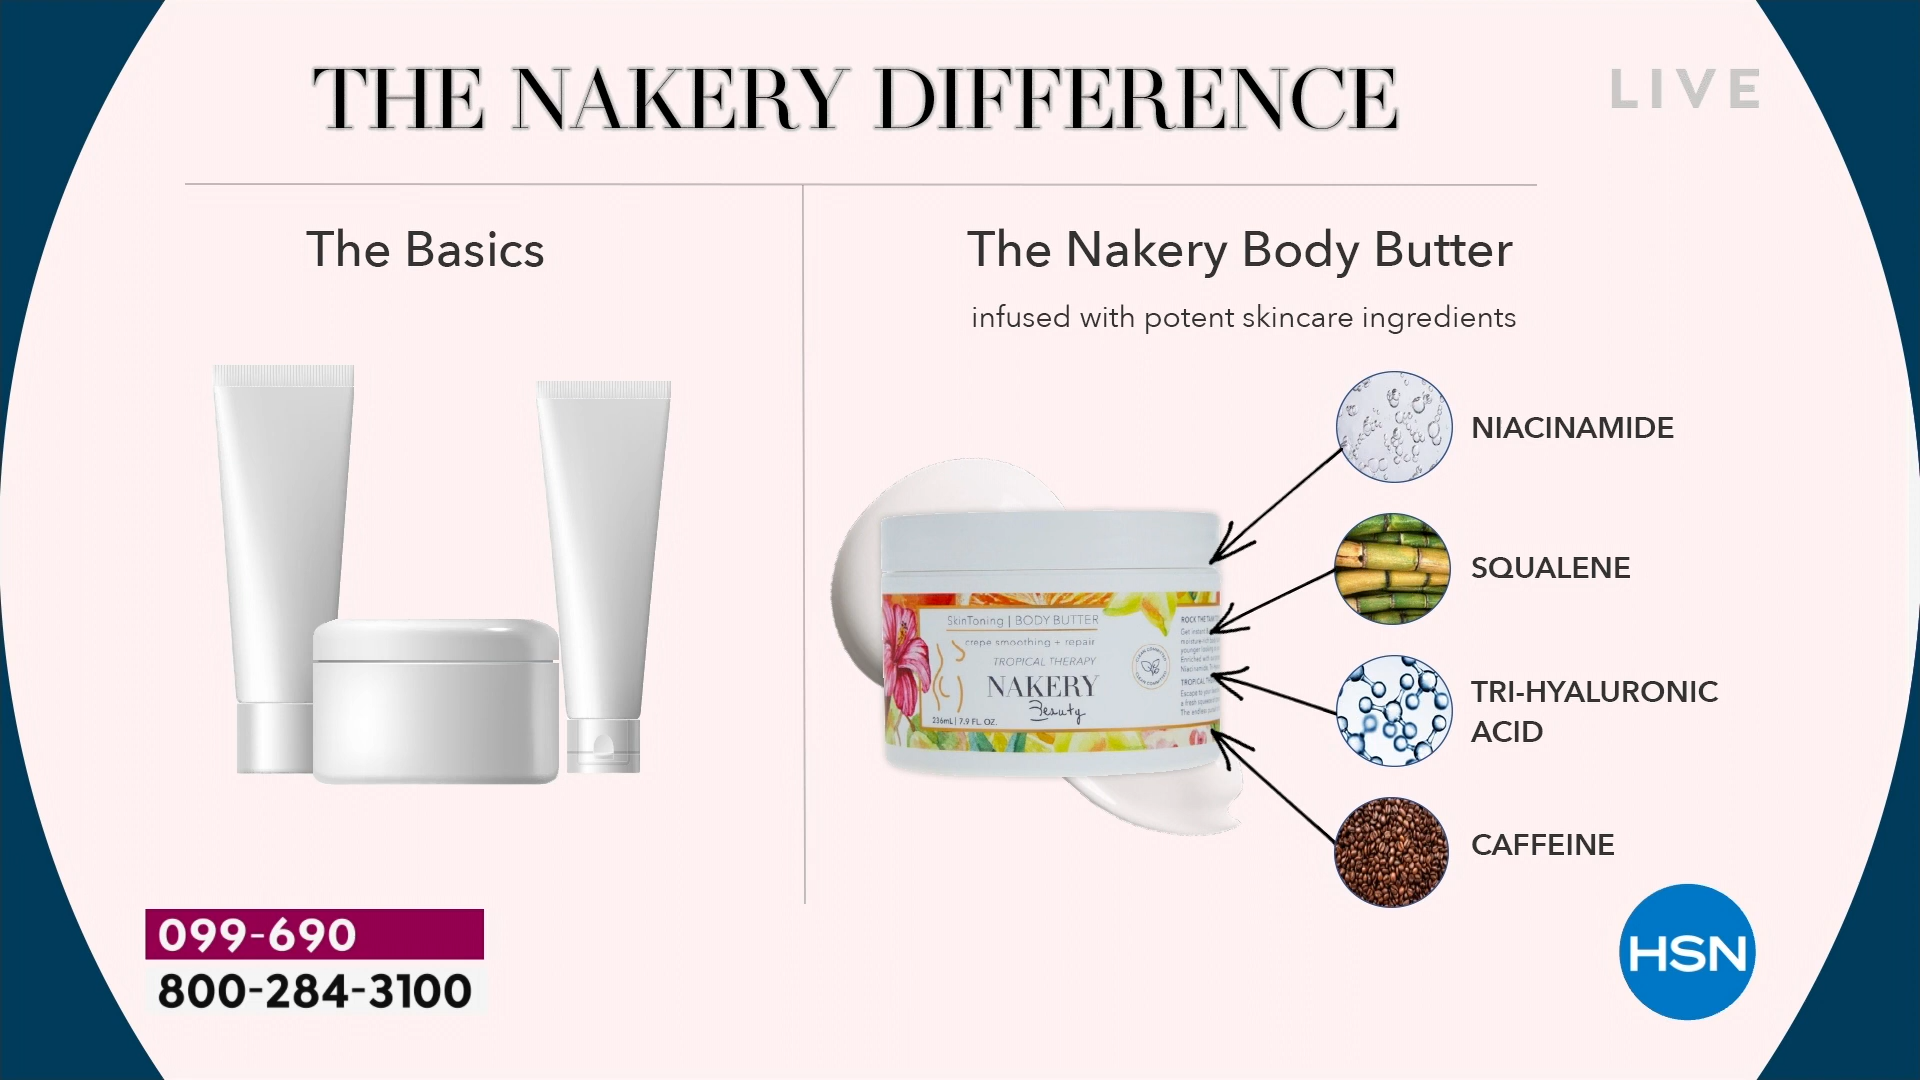 THE NAKERY DIFFERENCE
LIVE
The Basics
The Nakery Body Butter
infused with potent skincare ingredients
NIACINAMIDE
SQUALENE
TRI-HYALURONIC
ACID
CAFFEINE
SkinToning | BODY BUTTER
crepe smoothing + repair
TROPICAL THERAPY
NAKERY
Beauty
236mL | 7.9 FL. OZ.
ROCK THE
099-690
800-284-3100
HSN